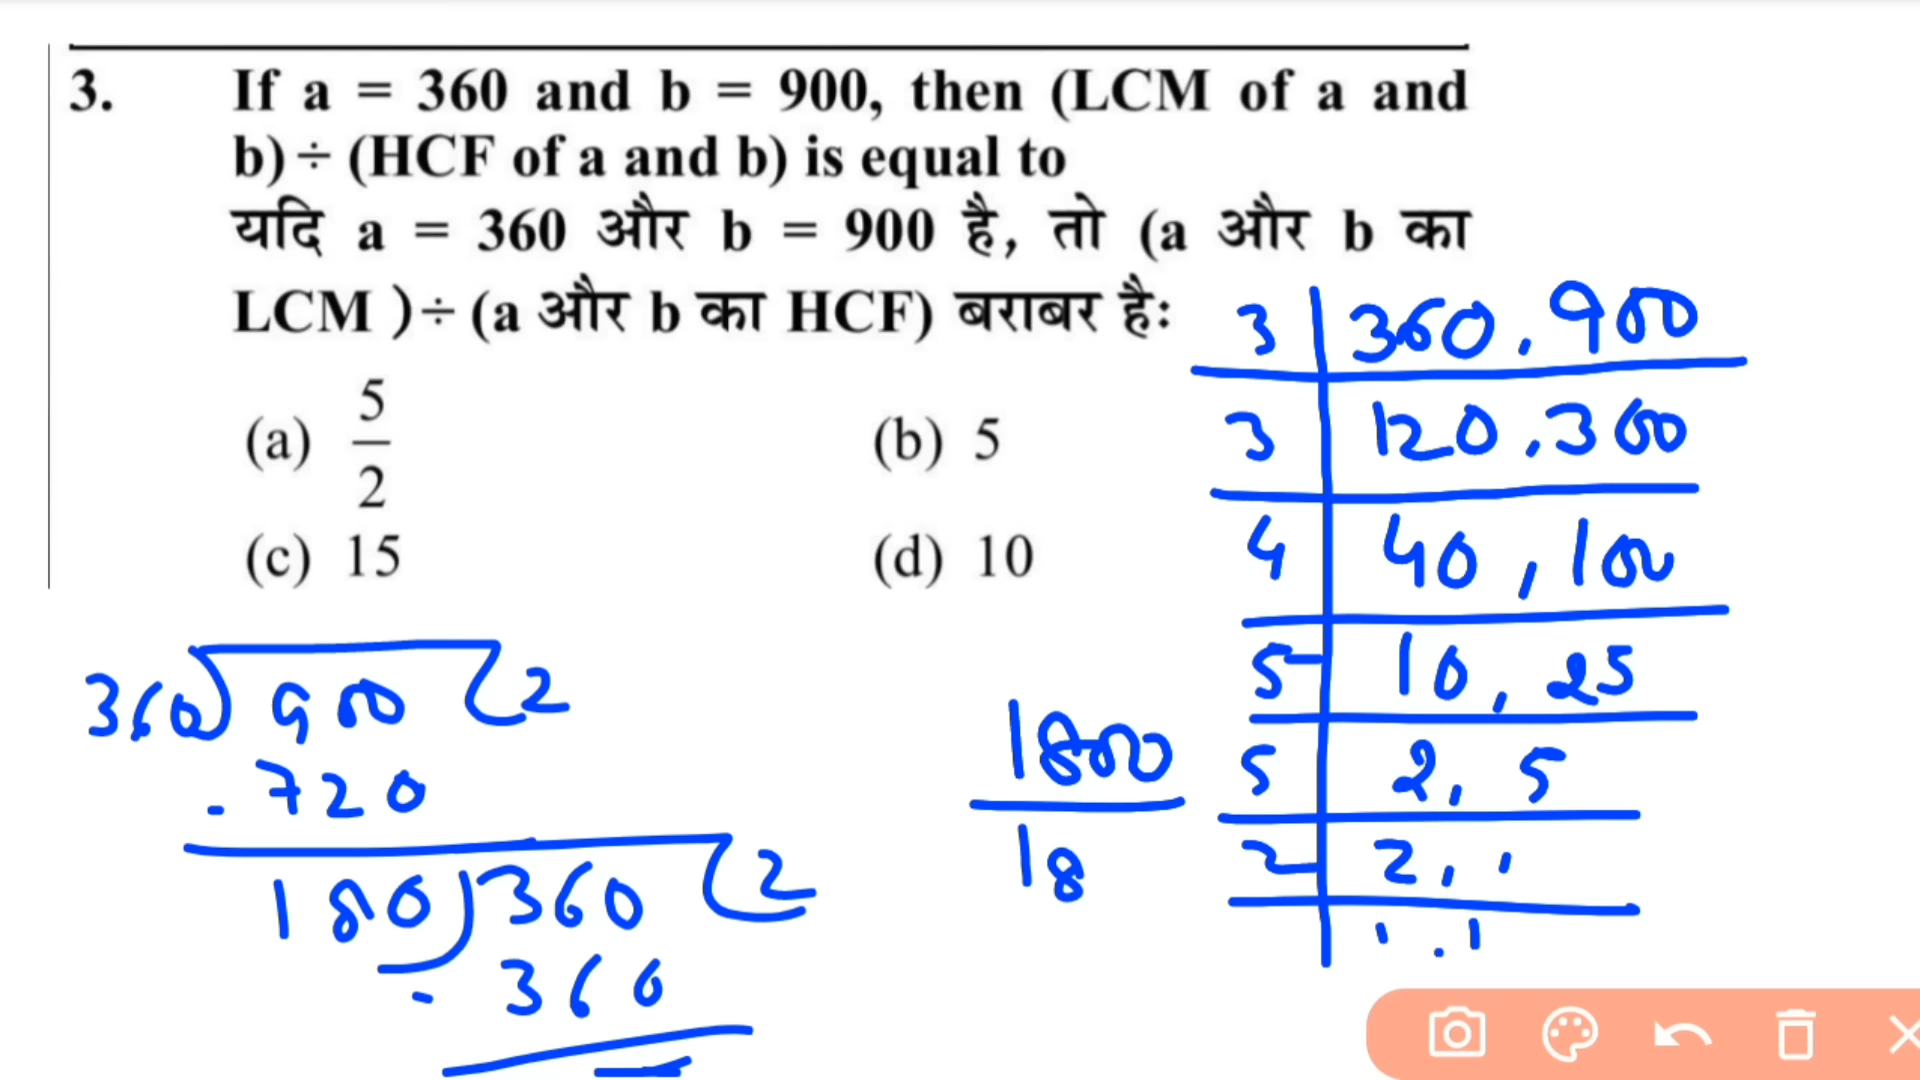 3. If a = 360 and b = 900, then (LCM of a and
b) ÷ (HCF of a and b) is equal to
यदि a = 360 और b = 900 है, तो (a और b का
LCM ) ÷ (a और b का HCF) बराबर है:
(a) 5/2 (b) 5
(c) 15 (d) 10
3 | 360, 900
3 | 120, 300
4 | 40, 100
5 | 10, 25
5 | 2, 5
2 | 2, 1
1, 1
360) 900 (2
- 720
180) 360 (2
- 360
1800
18